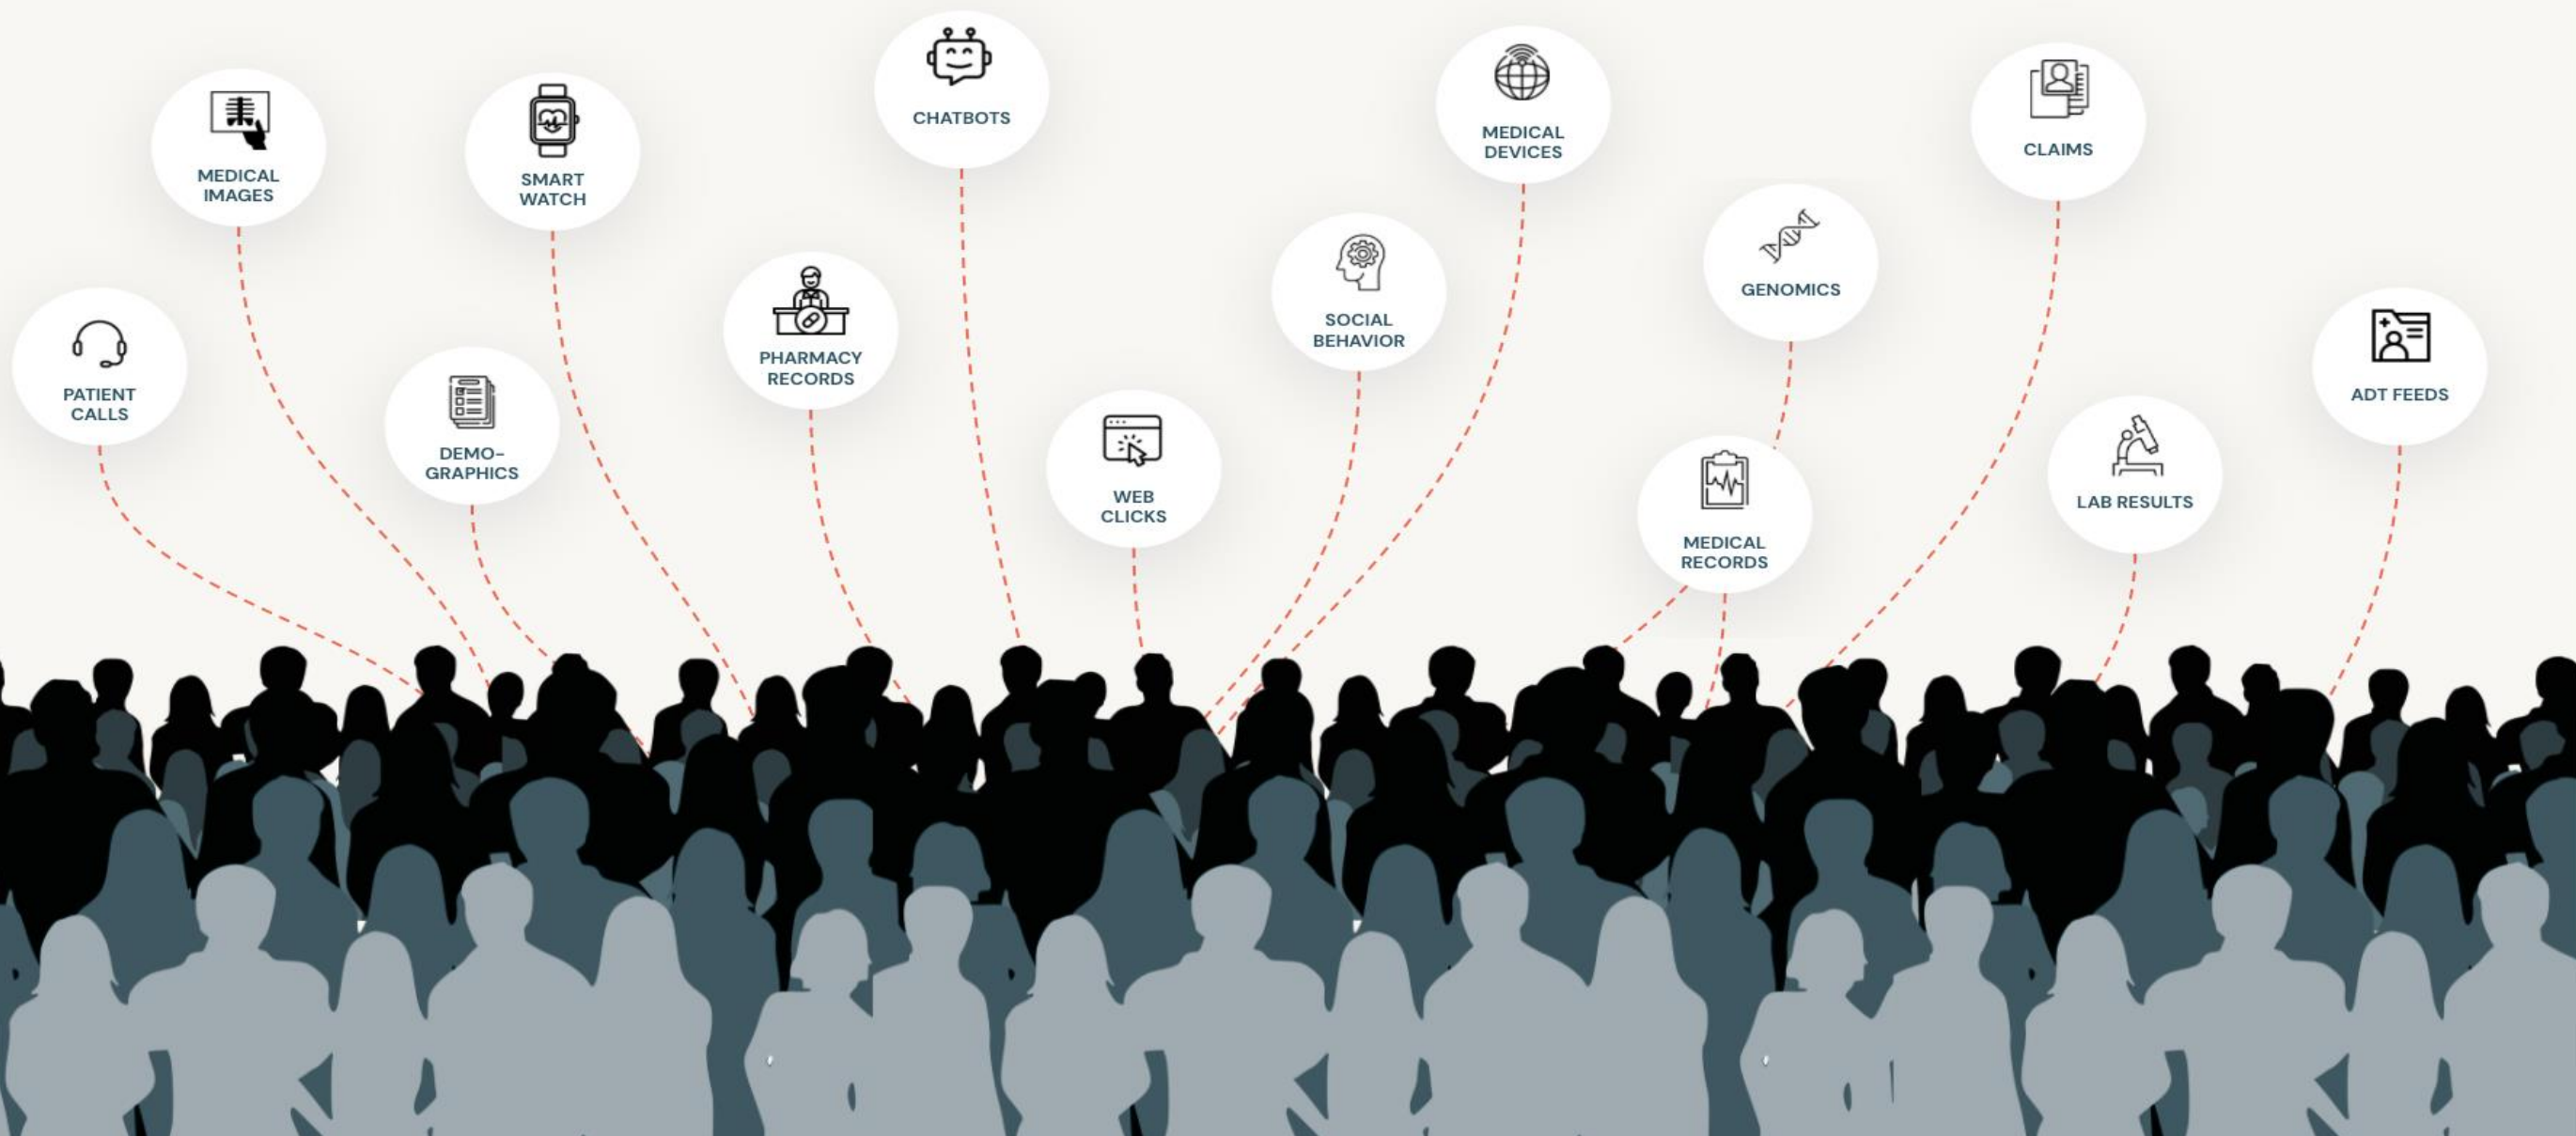 CHATBOTS
MEDICAL
DEVICES
CLAIMS
MEDICAL
IMAGES
SMART
WATCH
GENOMICS
SOCIAL
BEHAVIOR
PHARMACY
RECORDS
PATIENT
CALLS
ADT FEEDS
DEMO-
GRAPHICS
WEB
CLICKS
LAB RESULTS
MEDICAL
RECORDS